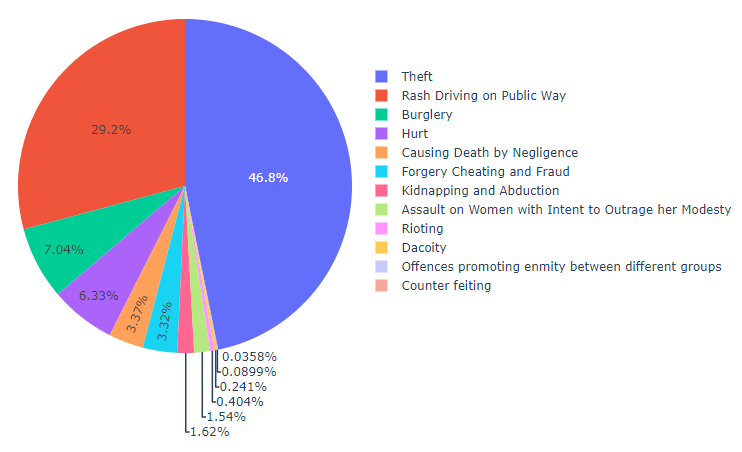 46.8%
29.2%
7.04%
6.33%
3.37%
3.32%
0.0358%
0.0899%
0.241%
0.404%
1.54%
1.62%
Theft
Rash Driving on Public Way
Burglery
Hurt
Causing Death by Negligence
Forgery Cheating and Fraud
Kidnapping and Abduction
Assault on Women with Intent to Outrage her Modesty
Rioting
Dacoity
Offences promoting enmity between different groups
Counter feiting